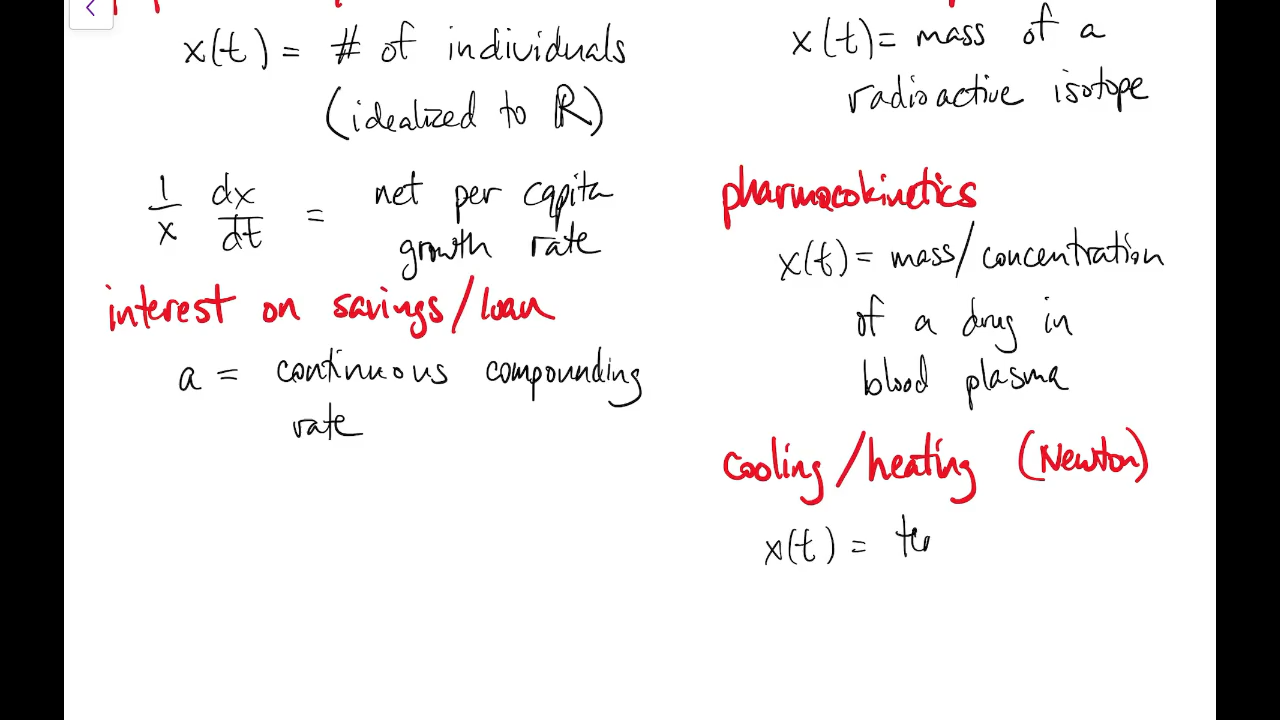 x(t) = # of individuals
(idealized to ℝ)
1/x dx/dt = net per capita
growth rate
interest on savings/loan
a = continuous compounding
rate
x(t) = mass of a
radioactive isotope
pharmacokinetics
x(t) = mass/concentration
of a drug in
blood plasma
cooling/heating (Newton)
x(t) =